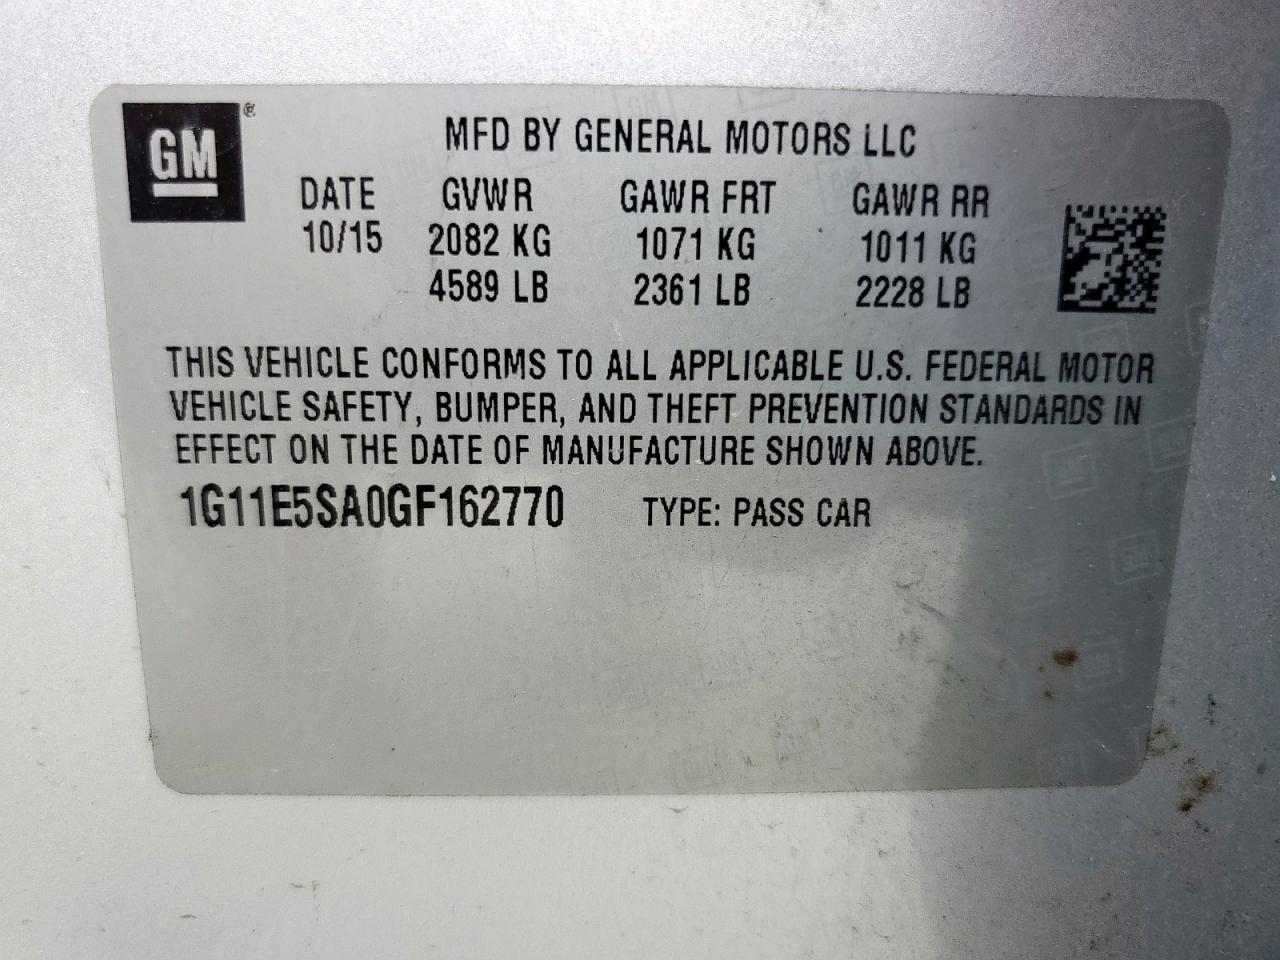 GM®
MFD BY GENERAL MOTORS LLC
DATE GVWR GAWR FRT GAWR RR
10/15 2082 KG 1071 KG 1011 KG
4589 LB 2361 LB 2228 LB
THIS VEHICLE CONFORMS TO ALL APPLICABLE U.S. FEDERAL MOTOR
VEHICLE SAFETY, BUMPER, AND THEFT PREVENTION STANDARDS IN
EFFECT ON THE DATE OF MANUFACTURE SHOWN ABOVE.
1G11E5SA0GF162770 TYPE: PASS CAR